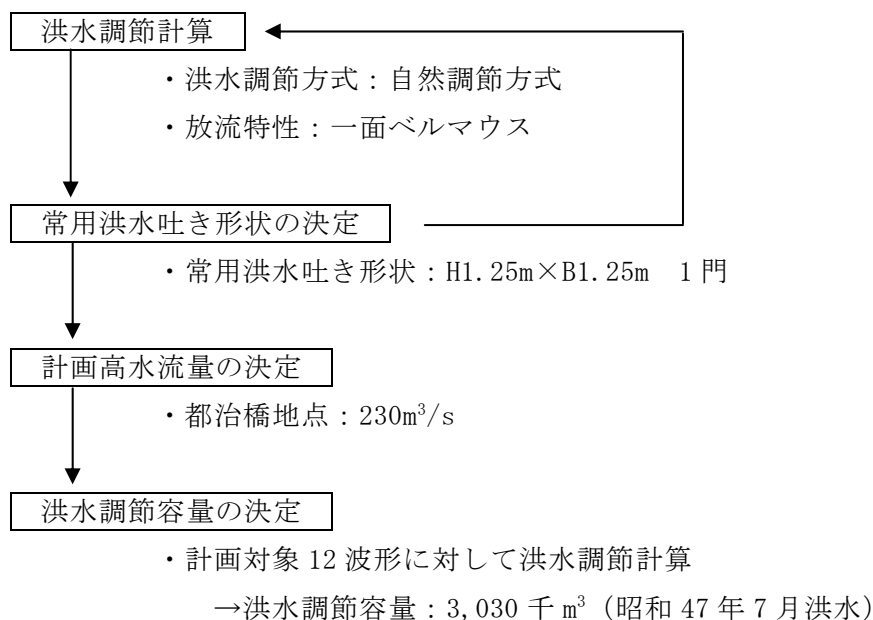 洪水調節計算
・洪水調節方式：自然調節方式
・放流特性：一面ベルマウス
常用洪水吐き形状の決定
・常用洪水吐き形状：H1.25m×B1.25m　1門
計画高水流量の決定
・都治橋地点：230m³/s
洪水調節容量の決定
・計画対象12波形に対して洪水調節計算
→洪水調節容量：3,030千m³（昭和47年7月洪水）